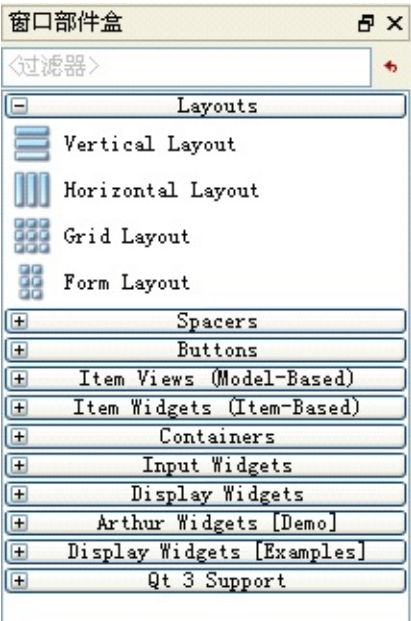 窗口部件盒
<过滤器>
Layouts
Vertical Layout
Horizontal Layout
Grid Layout
Form Layout
Spacers
Buttons
Item Views (Model-Based)
Item Widgets (Item-Based)
Containers
Input Widgets
Display Widgets
Arthur Widgets [Demo]
Display Widgets [Examples]
Qt 3 Support